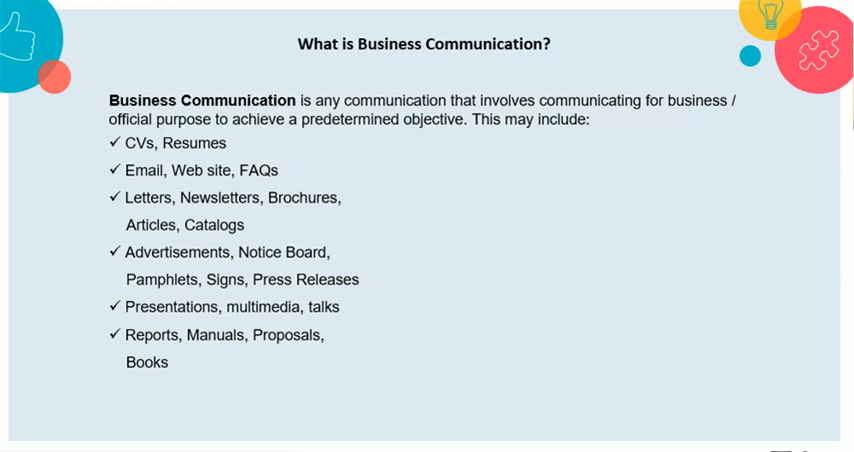 What is Business Communication?
Business Communication is any communication that involves communicating for business /
official purpose to achieve a predetermined objective. This may include:
✓ CVs, Resumes
✓ Email, Web site, FAQs
✓ Letters, Newsletters, Brochures,
Articles, Catalogs
✓ Advertisements, Notice Board,
Pamphlets, Signs, Press Releases
✓ Presentations, multimedia, talks
✓ Reports, Manuals, Proposals,
Books